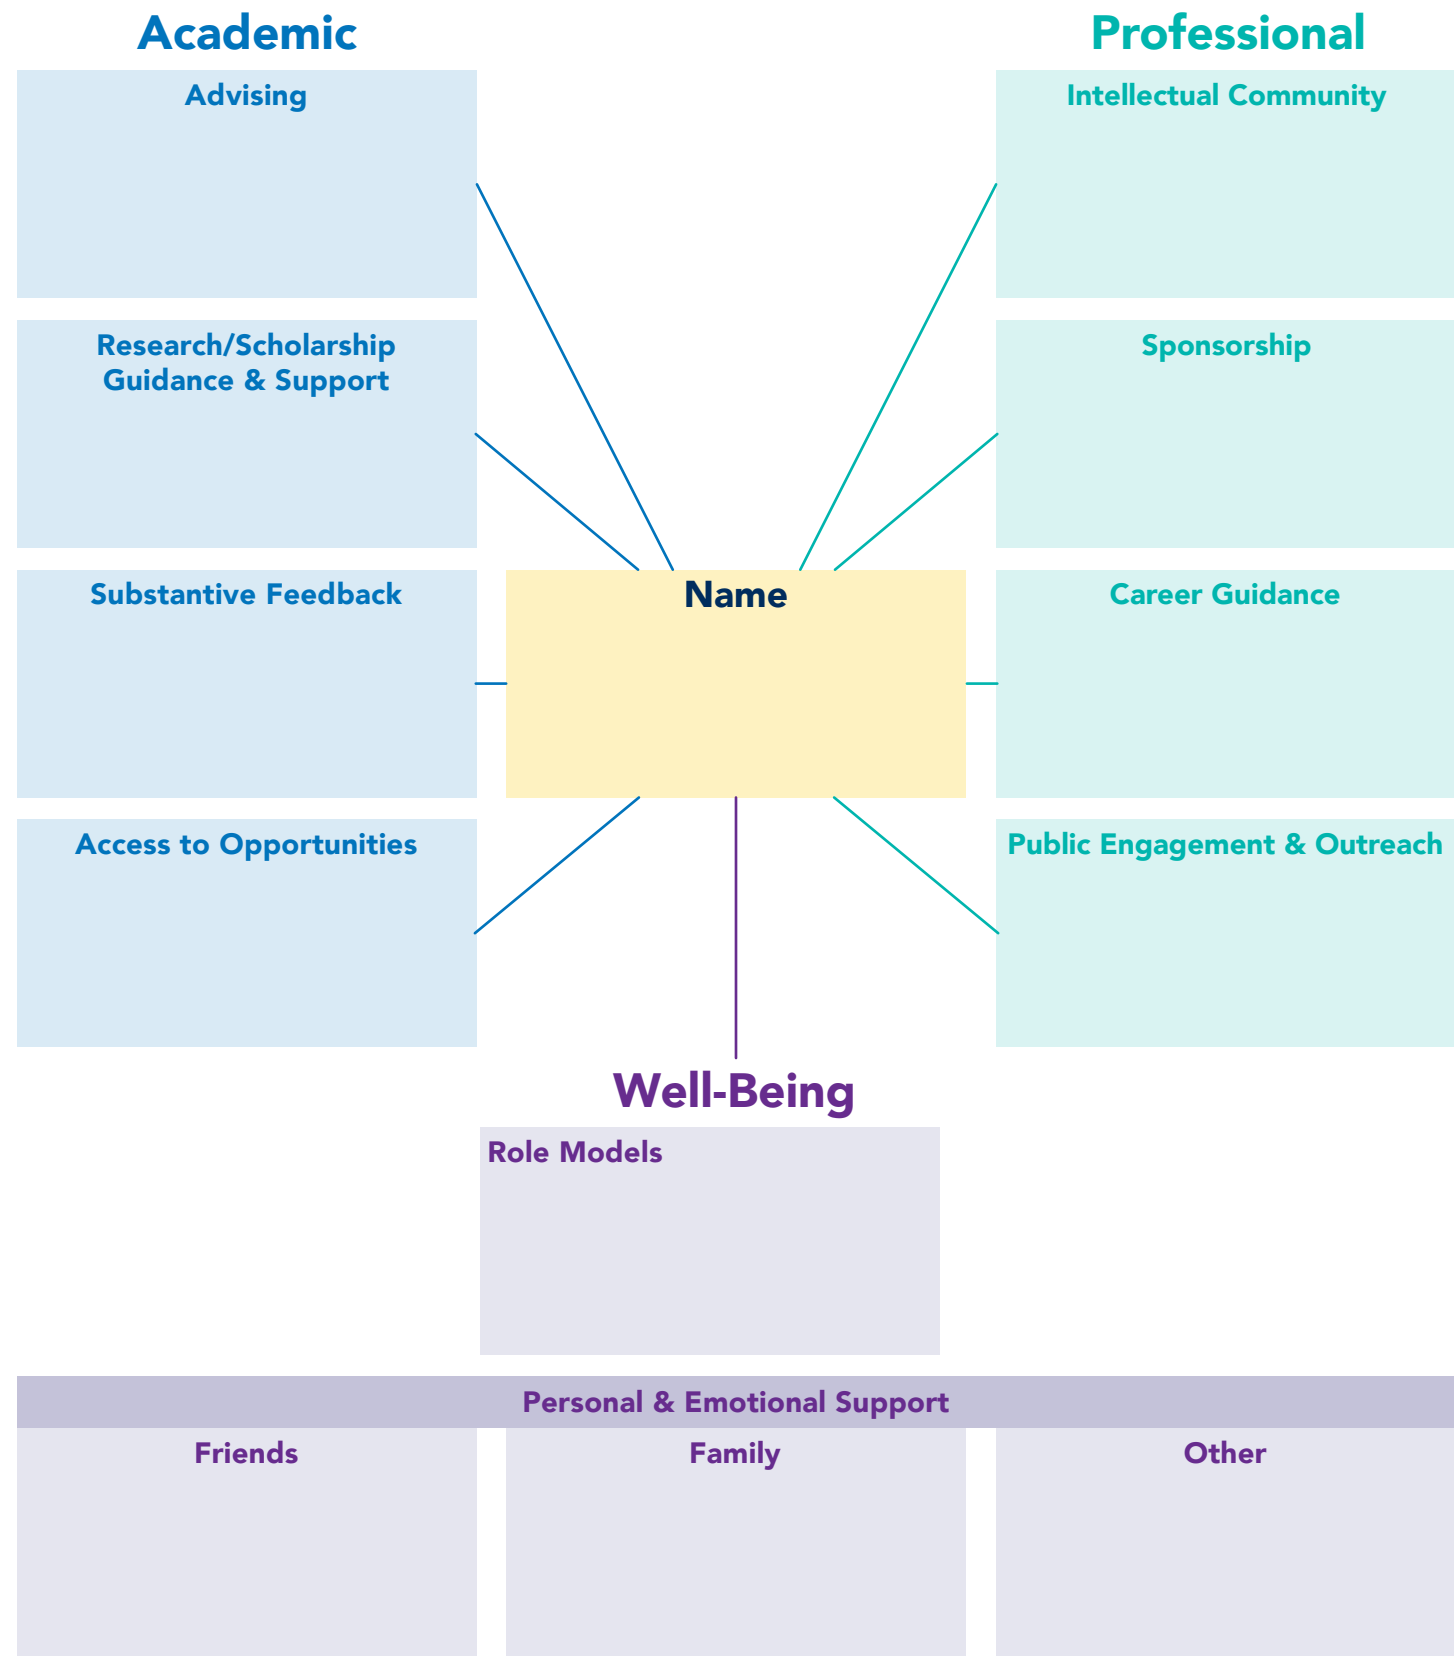 Academic
Advising
Research/Scholarship
Guidance & Support
Substantive Feedback
Access to Opportunities
Professional
Intellectual Community
Sponsorship
Career Guidance
Public Engagement & Outreach
Name
Well-Being
Role Models
Personal & Emotional Support
Friends
Family
Other